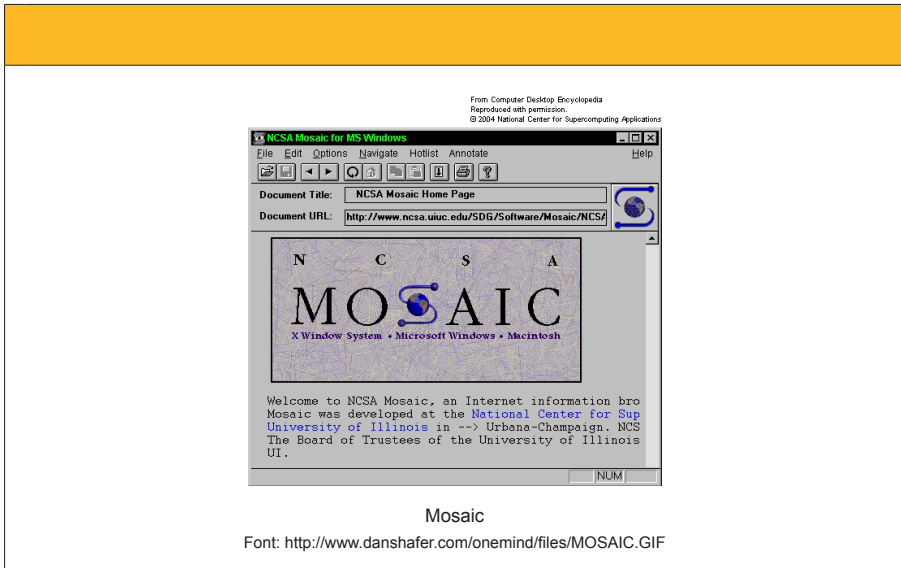 From Computer Desktop Encyclopedia
Reproduced with permission.
© 2004 National Center for Supercomputing Applications
NCSA Mosaic for MS Windows
File Edit Options Navigate Hotlist Annotate Help
Document Title: NCSA Mosaic Home Page
Document URL: http://www.ncsa.uiuc.edu/SDG/Software/Mosaic/NCSA
N C S A
MOSAIC
X Window System • Microsoft Windows • Macintosh
Welcome to NCSA Mosaic, an Internet information bro
Mosaic was developed at the National Center for Sup
University of Illinois in --> Urbana-Champaign. NCS
The Board of Trustees of the University of Illinois
UI.
NUM
Mosaic
Font: http://www.danshafer.com/onemind/files/MOSAIC.GIF